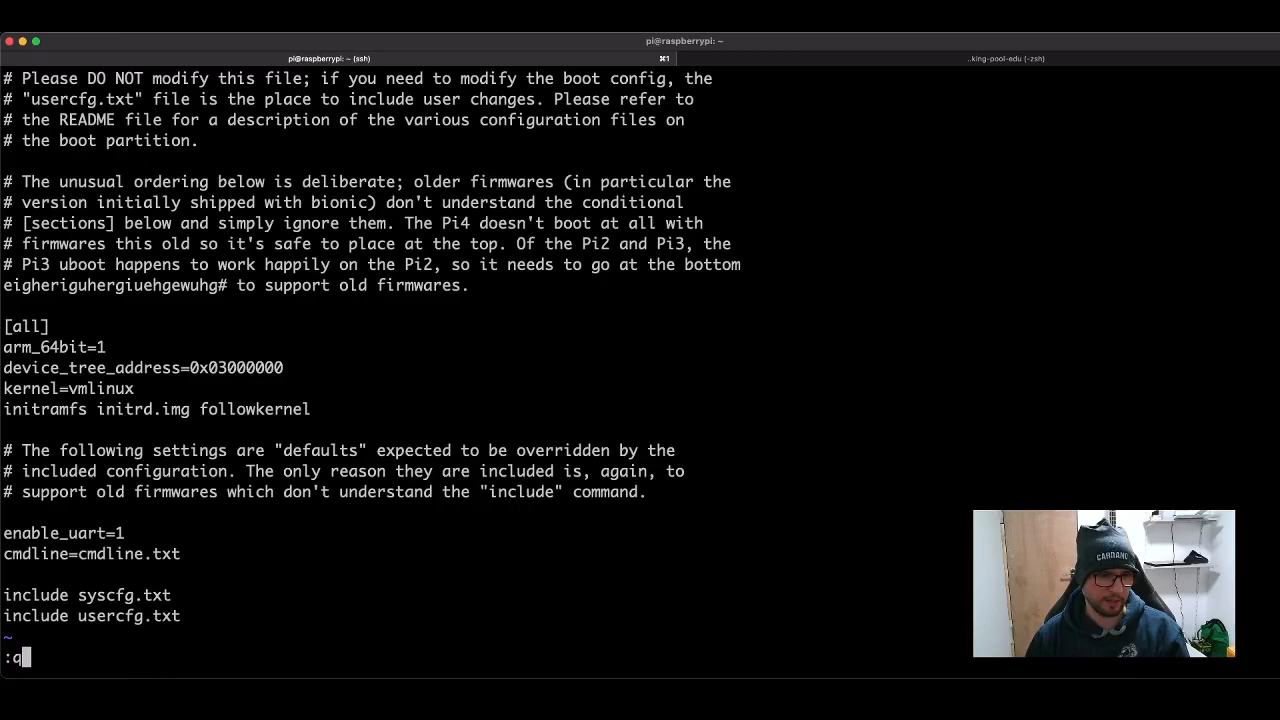 pi@raspberrypi: ~
pi@raspberrypi: ~ (ssh)
⌘1
..king-pool-edu (-zsh)
# Please DO NOT modify this file; if you need to modify the boot config, the
# "usercfg.txt" file is the place to include user changes. Please refer to
# the README file for a description of the various configuration files on
# the boot partition.
# The unusual ordering below is deliberate; older firmwares (in particular the
# version initially shipped with bionic) don't understand the conditional
# [sections] below and simply ignore them. The Pi4 doesn't boot at all with
# firmwares this old so it's safe to place at the top. Of the Pi2 and Pi3, the
# Pi3 uboot happens to work happily on the Pi2, so it needs to go at the bottom
eigheriguhergiuehgewuhg# to support old firmwares.
[all]
arm_64bit=1
device_tree_address=0x03000000
kernel=vmlinux
initramfs initrd.img followkernel
# The following settings are "defaults" expected to be overridden by the
# included configuration. The only reason they are included is, again, to
# support old firmwares which don't understand the "include" command.
enable_uart=1
cmdline=cmdline.txt
include syscfg.txt
include usercfg.txt
~
:q
CARDANO